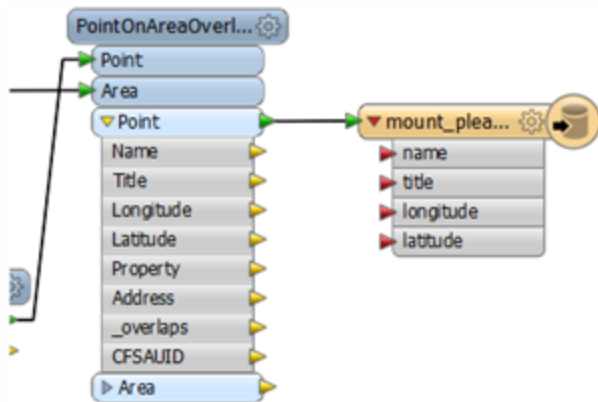 PointOnAreaOverl...
Point
Area
Point
Name
Title
Longitude
Latitude
Property
Address
_overlaps
CFSAUID
Area
mount_plea...
name
title
longitude
latitude